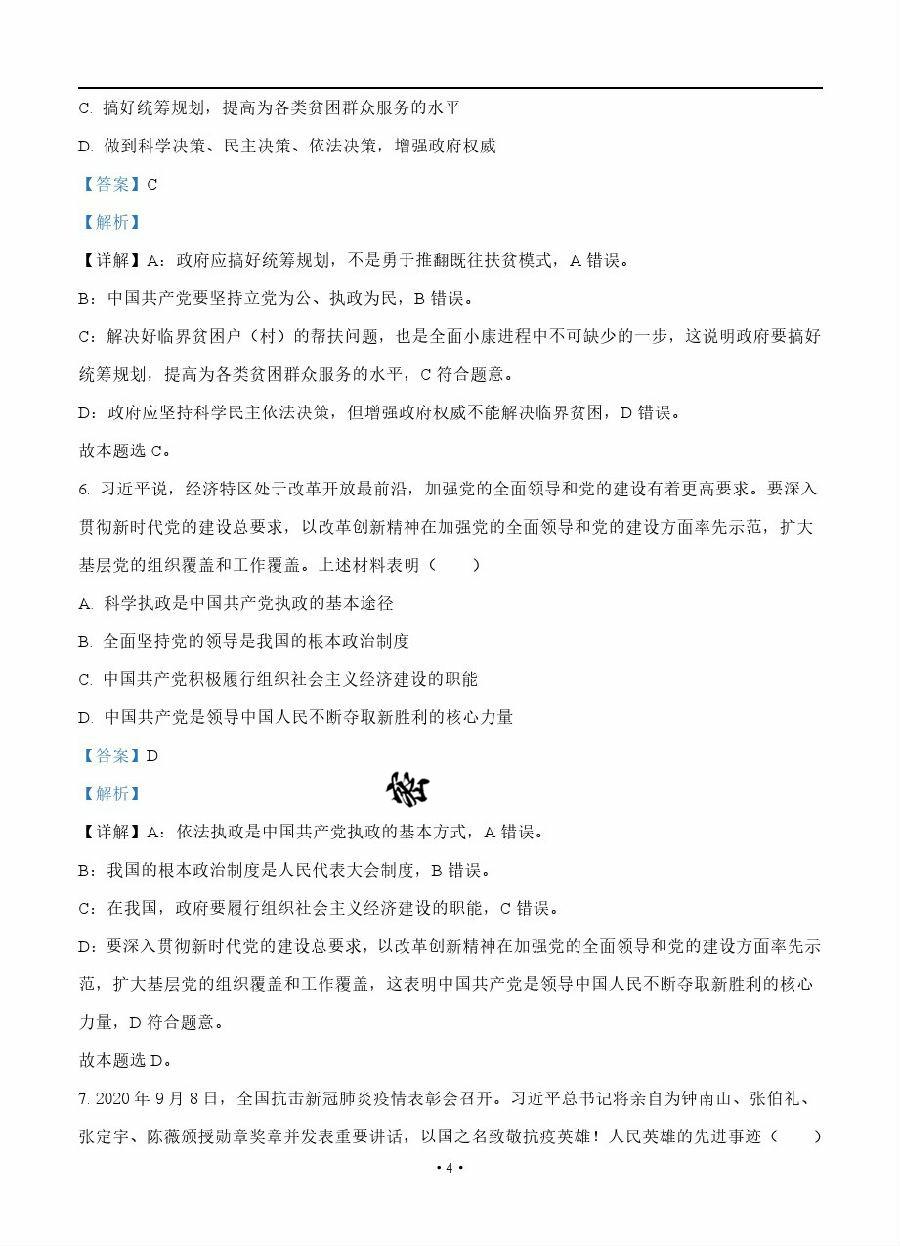 C. 搞好统筹规划，提高为各类贫困群众服务的水平
D. 做到科学决策、民主决策、依法决策，增强政府权威
【答案】C
【解析】
【详解】A：政府应搞好统筹规划，不是勇于推翻既往扶贫模式，A 错误。
B：中国共产党要坚持立党为公、执政为民，B 错误。
C：解决好临界贫困户（村）的帮扶问题，也是全面小康进程中不可缺少的一步，这说明政府要搞好
统筹规划，提高为各类贫困群众服务的水平，C 符合题意。
D：政府应坚持科学民主依法决策，但增强政府权威不能解决临界贫困，D 错误。
故本题选 C。
6. 习近平说，经济特区处于改革开放最前沿，加强党的全面领导和党的建设有着更高要求。要深入
贯彻新时代党的建设总要求，以改革创新精神在加强党的全面领导和党的建设方面率先示范，扩大
基层党的组织覆盖和工作覆盖。上述材料表明（　　）
A. 科学执政是中国共产党执政的基本途径
B. 全面坚持党的领导是我国的根本政治制度
C. 中国共产党积极履行组织社会主义经济建设的职能
D. 中国共产党是领导中国人民不断夺取新胜利的核心力量
【答案】D
【解析】
【详解】A：依法执政是中国共产党执政的基本方式，A 错误。
B：我国的根本政治制度是人民代表大会制度，B 错误。
C：在我国，政府要履行组织社会主义经济建设的职能，C 错误。
D：要深入贯彻新时代党的建设总要求，以改革创新精神在加强党的全面领导和党的建设方面率先示
范，扩大基层党的组织覆盖和工作覆盖，这表明中国共产党是领导中国人民不断夺取新胜利的核心
力量，D 符合题意。
故本题选 D。
7. 2020 年 9 月 8 日，全国抗击新冠肺炎疫情表彰会召开。习近平总书记将亲自为钟南山、张伯礼、
张定宇、陈薇颁授勋章奖章并发表重要讲话，以国之名致敬抗疫英雄！人民英雄的先进事迹（　　）
• 4 •